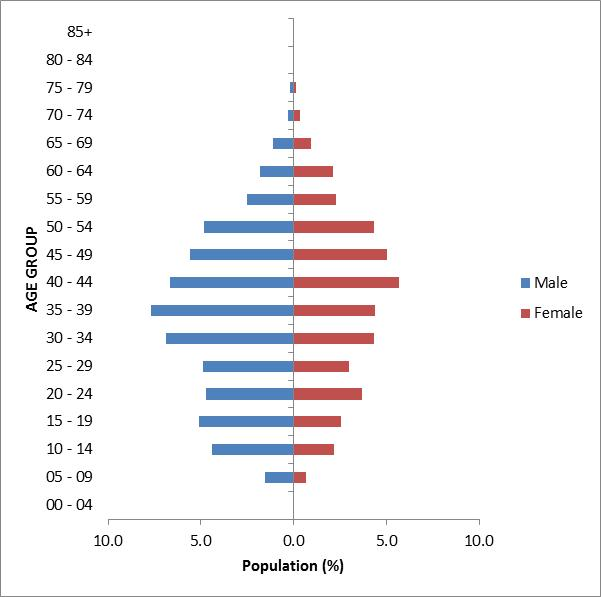 85+
80 - 84
75 - 79
70 - 74
65 - 69
60 - 64
55 - 59
50 - 54
45 - 49
40 - 44
35 - 39
30 - 34
25 - 29
20 - 24
15 - 19
10 - 14
05 - 09
00 - 04
AGE GROUP
Male
Female
10.0 5.0 0.0 5.0 10.0
Population (%)